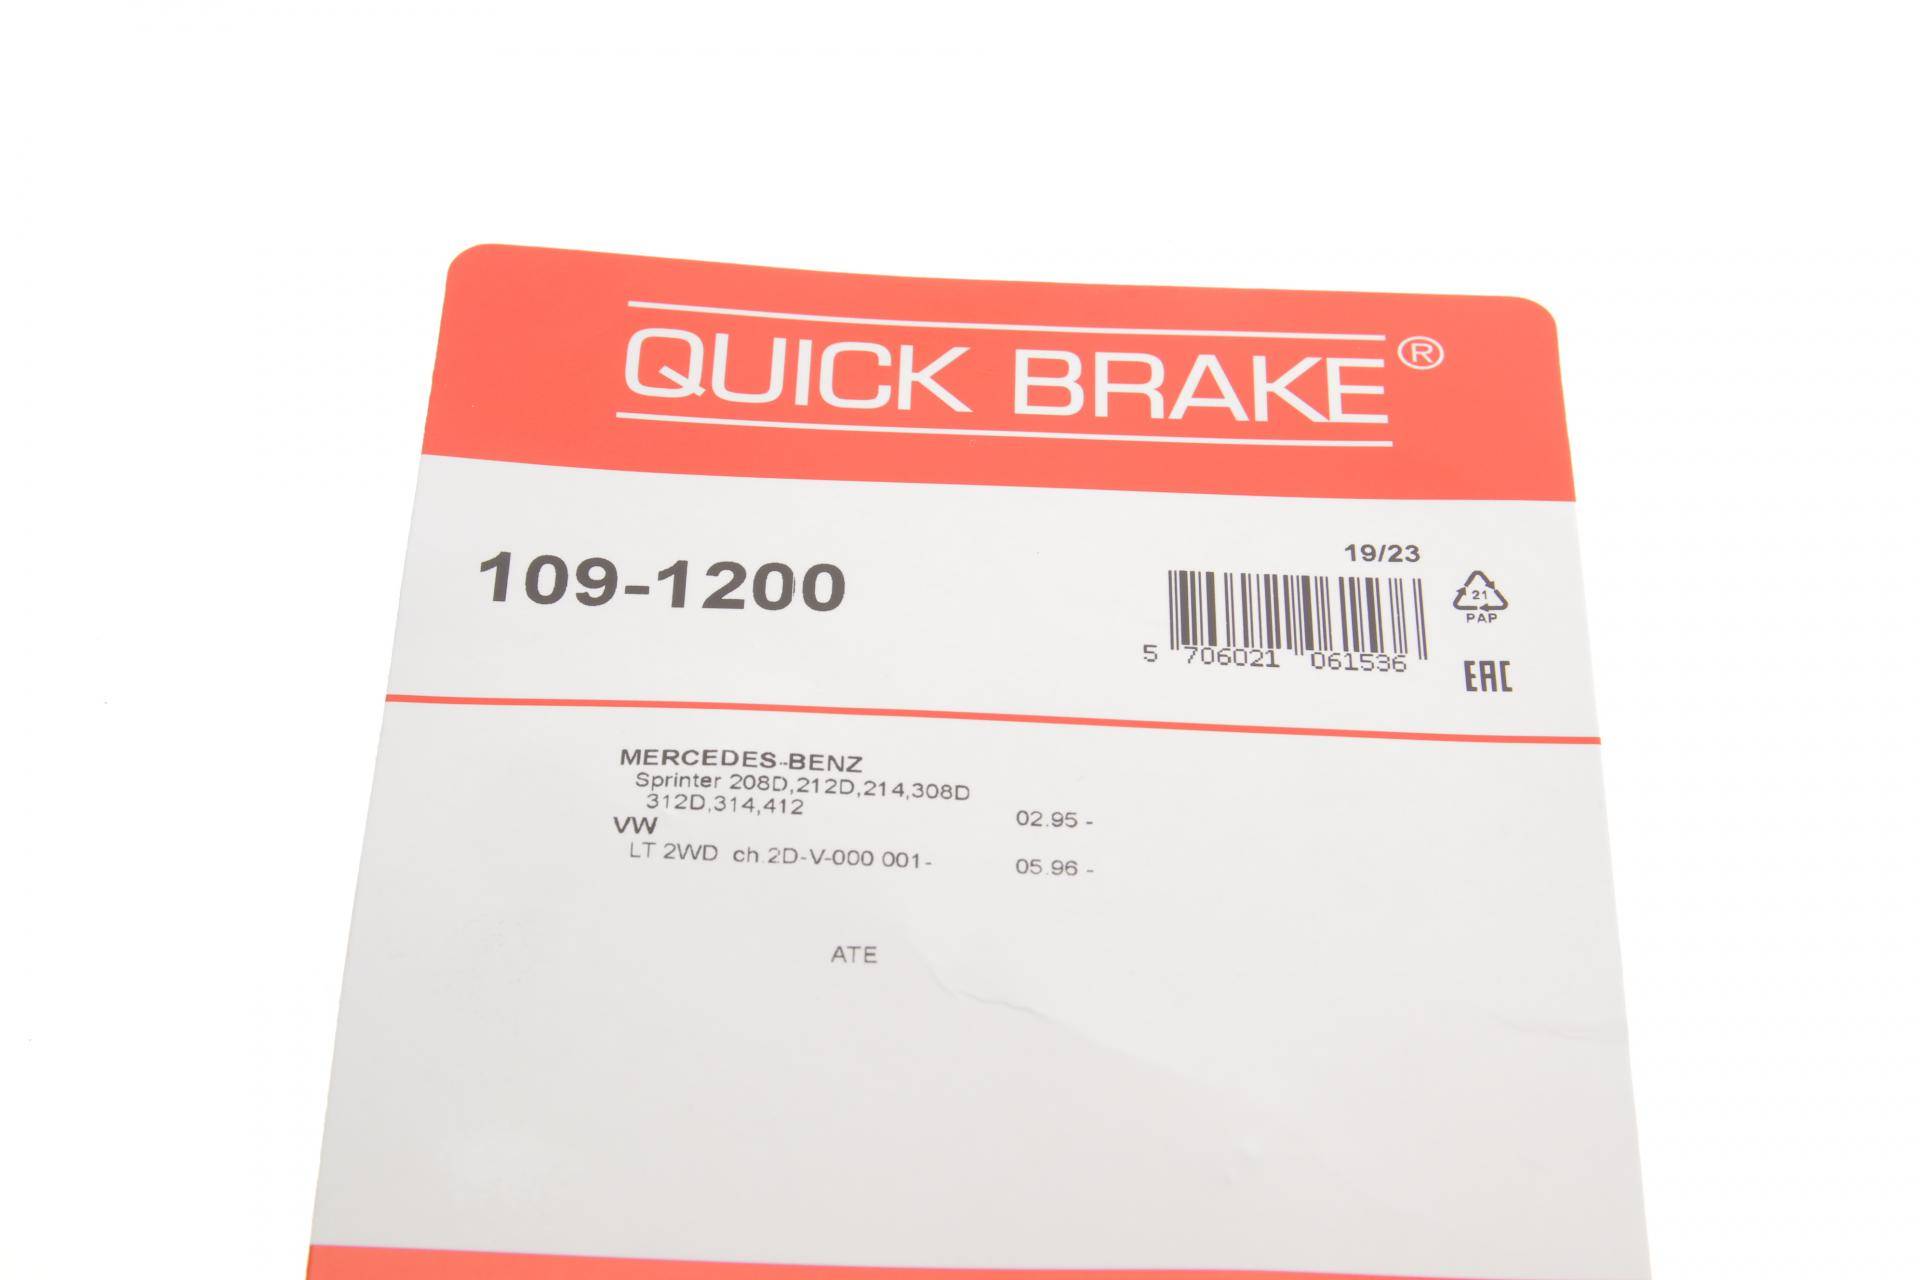 QUICK BRAKE®
109-1200
19/23
5 706021 061536
21
PAP
EAC
MERCEDES-BENZ
Sprinter 208D,212D,214,308D
312D,314,412 02.95 -
VW
LT 2WD ch.2D-V-000 001- 05.96 -
ATE